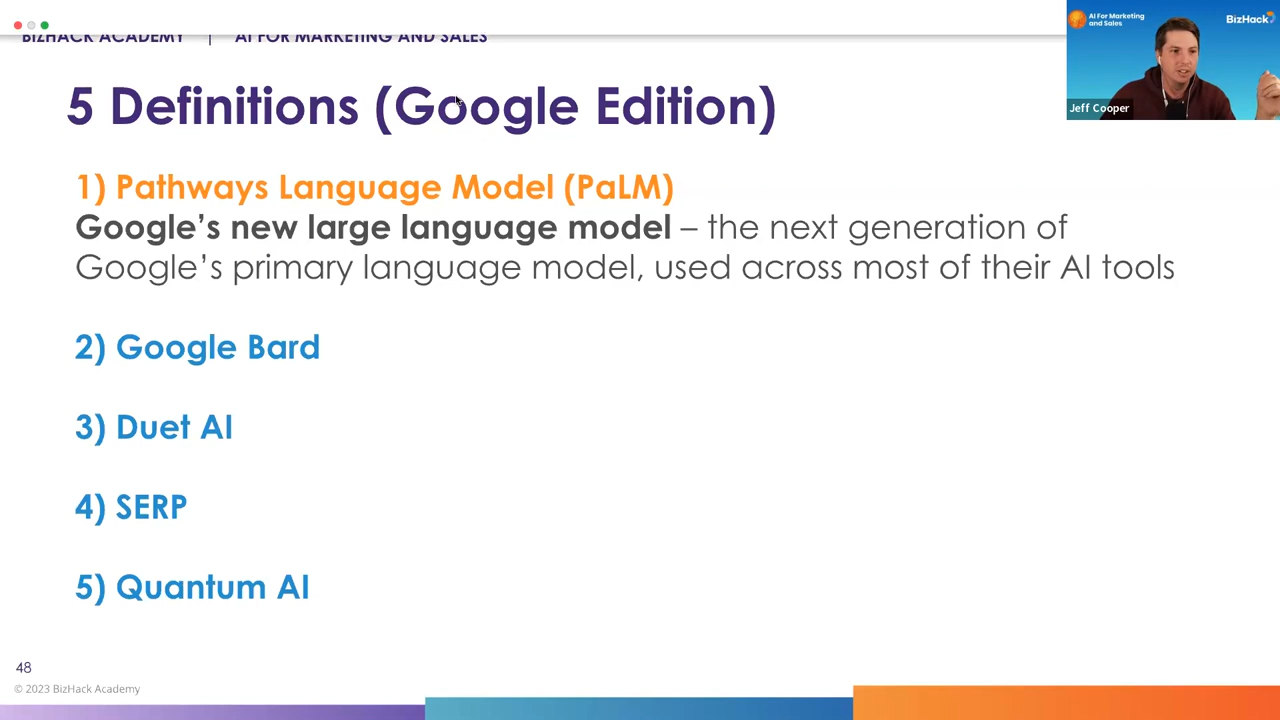 BIZHACK ACADEMY | AI FOR MARKETING AND SALES
AI For Marketing
and Sales
BizHack
Jeff Cooper
5 Definitions (Google Edition)
1) Pathways Language Model (PaLM)
Google’s new large language model – the next generation of
Google’s primary language model, used across most of their AI tools
2) Google Bard
3) Duet AI
4) SERP
5) Quantum AI
48
© 2023 BizHack Academy